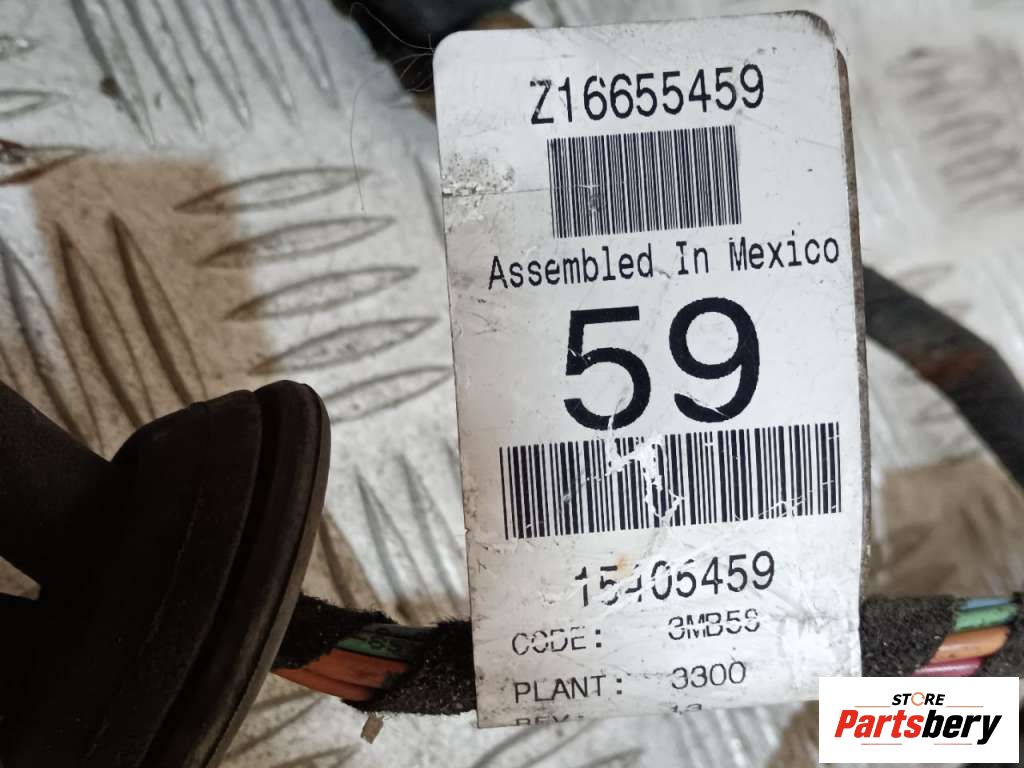 Z16655459
Assembled In Mexico
59
15405459
CODE:
PLANT: 3300
STORE
Partsbery